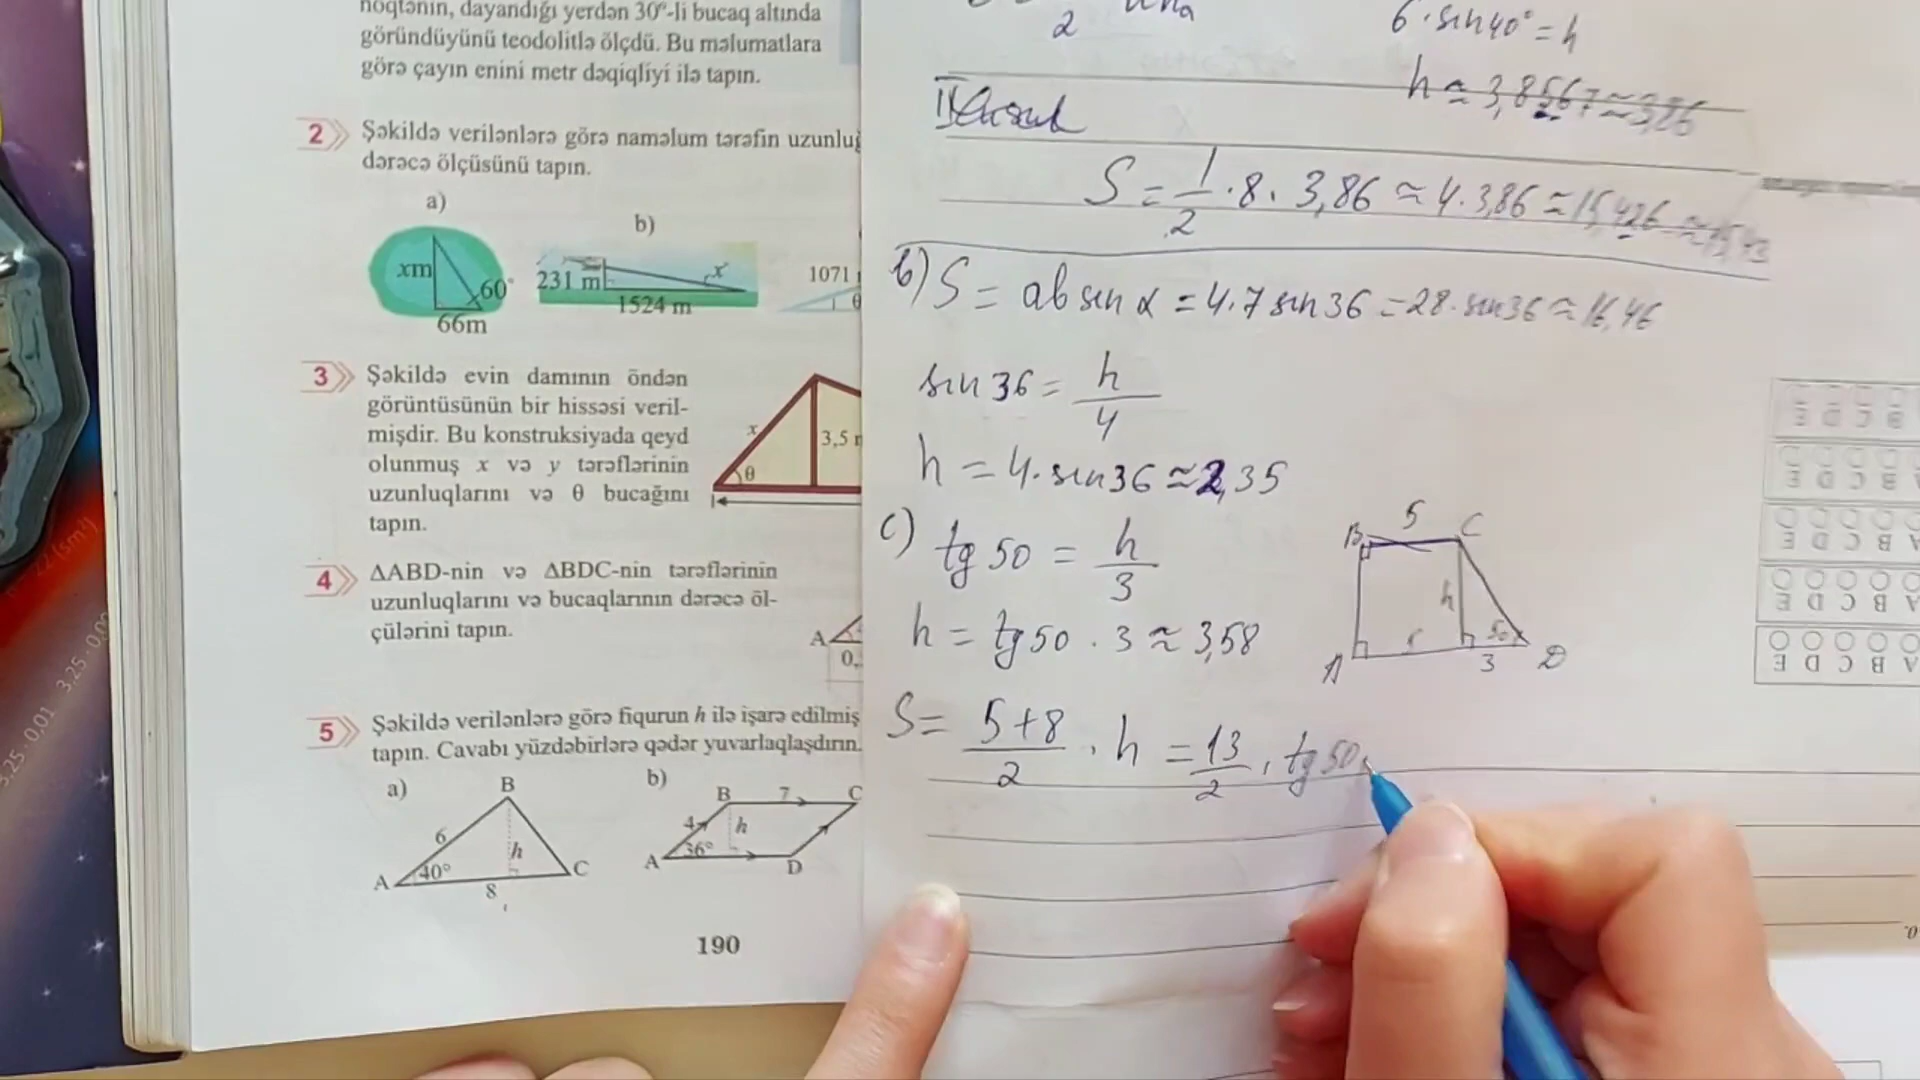 nöqtənin, dayandığı yerdən 30°-li bucaq altında
göründüyünü teodolitlə ölçdü. Bu məlumatlara
görə çayın enini metr dəqiqliyi ilə tapın.
2 Şəkildə verilənlərə görə naməlum tərəfin
dərəcə ölçüsünü tapın.
a)
xm
60°
66m
b)
231 m
x°
1524 m
1071
θ
3 Şəkildə evin damının öndən
görüntüsünün bir hissəsi veril-
mişdir. Bu konstruksiyada qeyd
olunmuş x və y tərəflərinin
uzunluqlarını və θ bucağını
tapın.
x
3,5
θ
4 ΔABD-nin və ΔBDC-nin tərəflərinin
uzunluqlarını və bucaqlarının dərəcə öl-
çülərini tapın.
A
0,
5 Şəkildə verilənlərə görə fiqurun h ilə işarə edilmiş
tapın. Cavabı yüzdəbirlərə qədər yuvarlaqlaşdırın.
a)
B
6
h
40°
A
8
C
b)
B 7 C
4
h
36°
A
D
190
2
6 · sin40° = h
h ≈ 3,8567 ≈ 3,86
S = 1/2 · 8 · 3,86 ≈ 4 · 3,86 ≈ 15,426 ≈ 15,43
b) S = ab sin α = 4 · 7 sin 36 = 28 · sin 36 ≈ 16,46
sin 36 = h/4
h = 4 · sin 36 ≈ 2,35
c) tg 50 = h/3
h = tg 50 · 3 ≈ 3,58
B 5 C
h
50
A
3
D
S = 5+8/2 · h = 13/2 · tg 50 ·
A B C D E
A B C D E
A B C D E
A B C D E
A B C D E